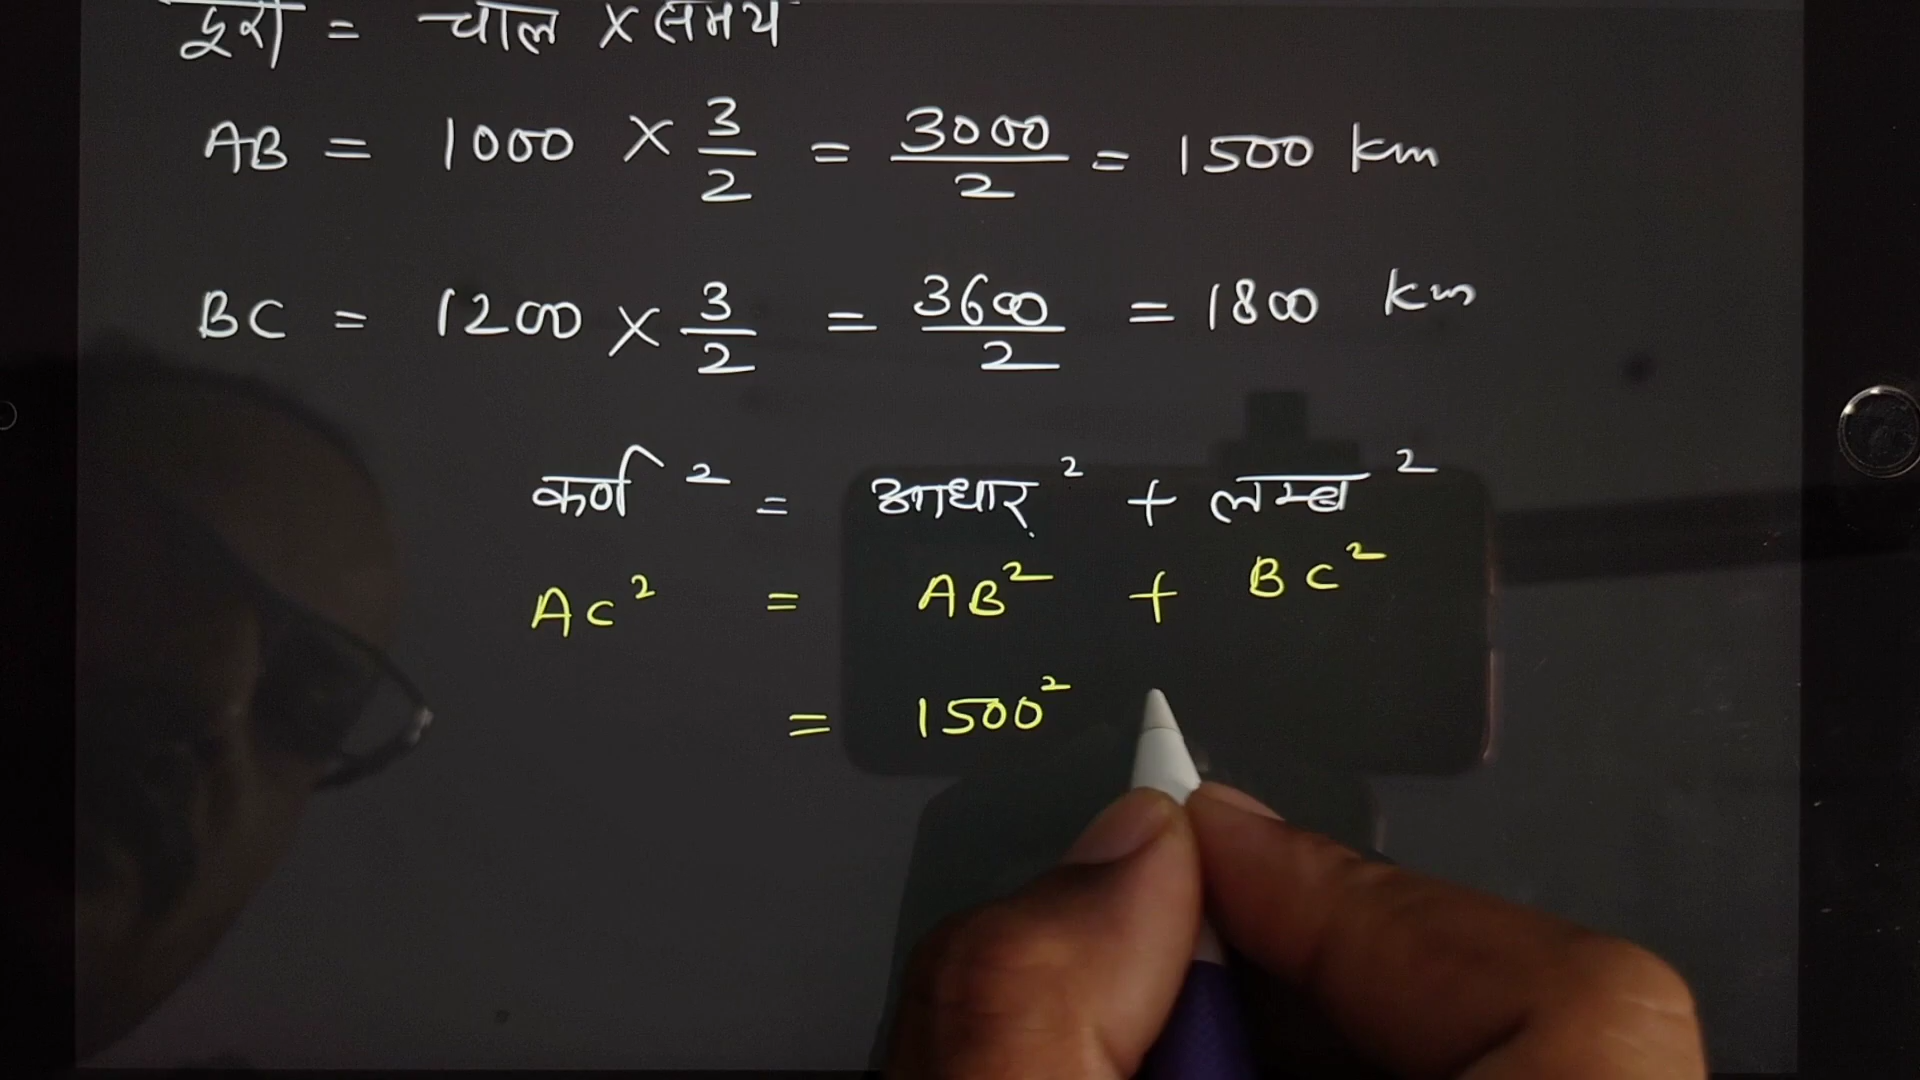 दूरी = चाल × समय
AB = 1000 × 3/2 = 3000/2 = 1500 km
BC = 1200 × 3/2 = 3600/2 = 1800 km
कर्ण² = आधार² + लम्ब²
AC² = AB² + BC²
= 1500²